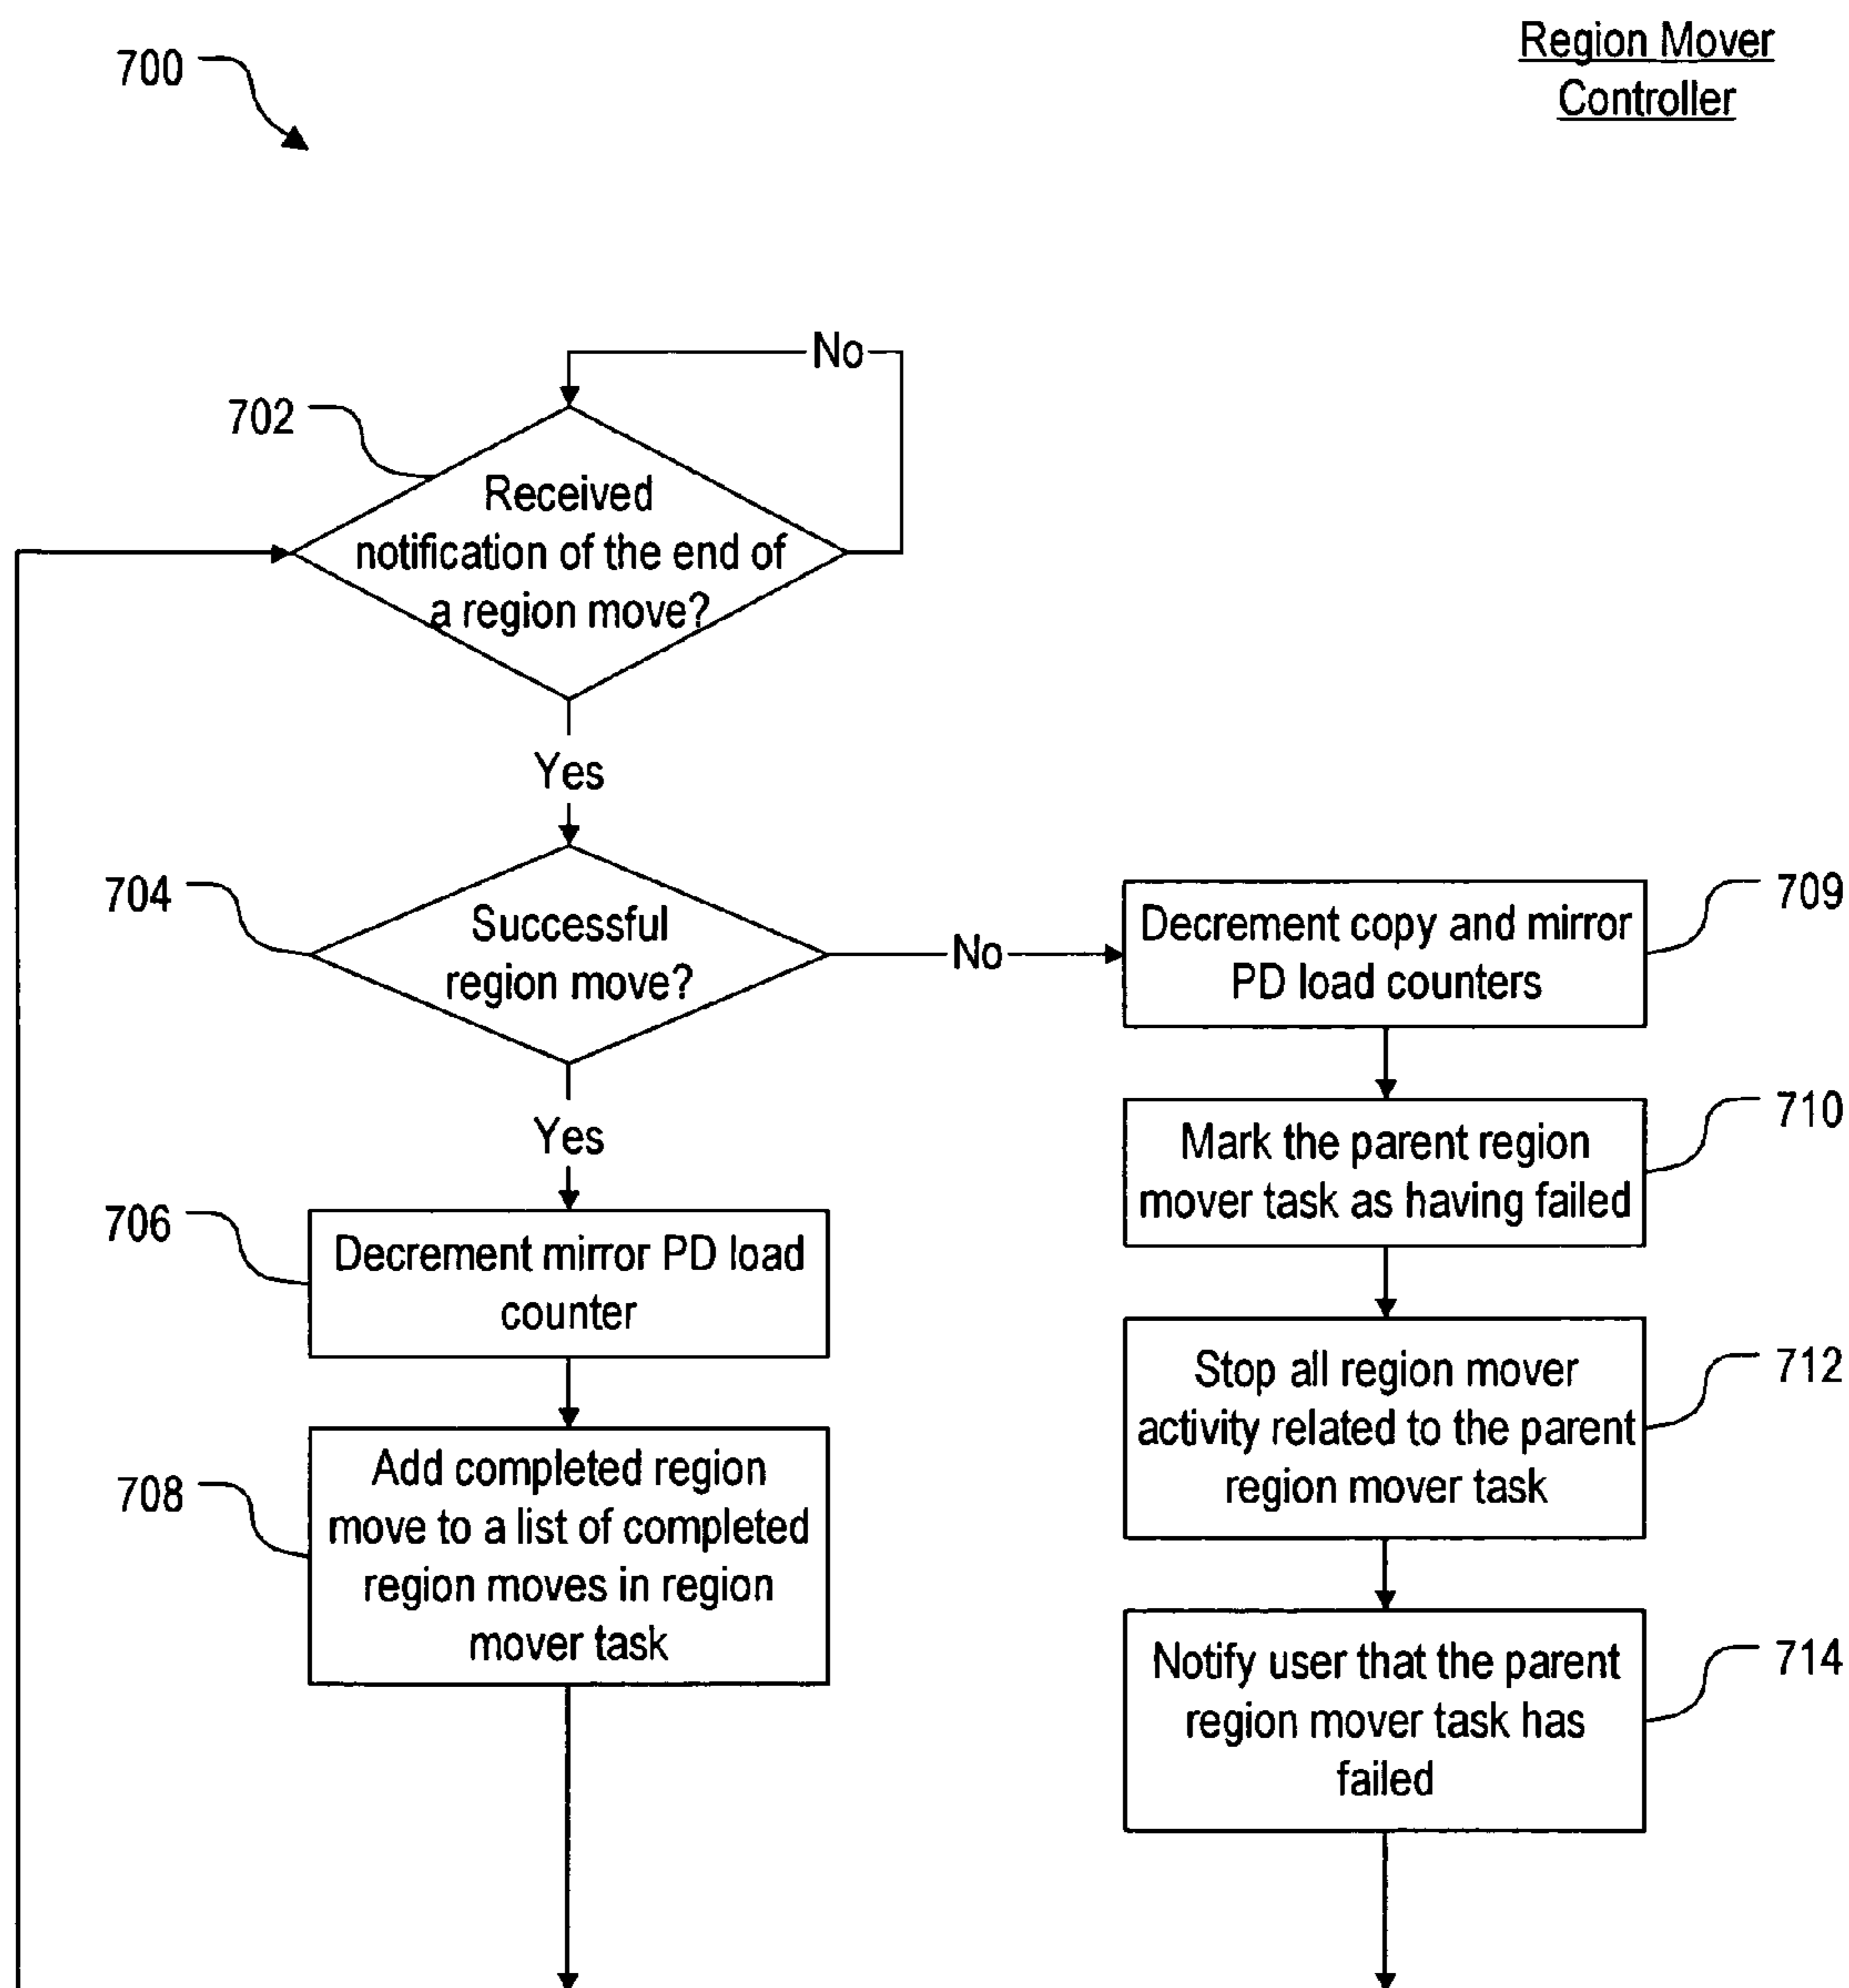 700
Region Mover
Controller
No
702
Received
notification of the end of
a region move?
Yes
704
Successful
region move?
No
Decrement copy and mirror
PD load counters
709
Yes
Mark the parent region
mover task as having failed
710
706
Decrement mirror PD load
counter
Stop all region mover
activity related to the parent
region mover task
712
708
Add completed region
move to a list of completed
region moves in region
mover task
Notify user that the parent
region mover task has
failed
714